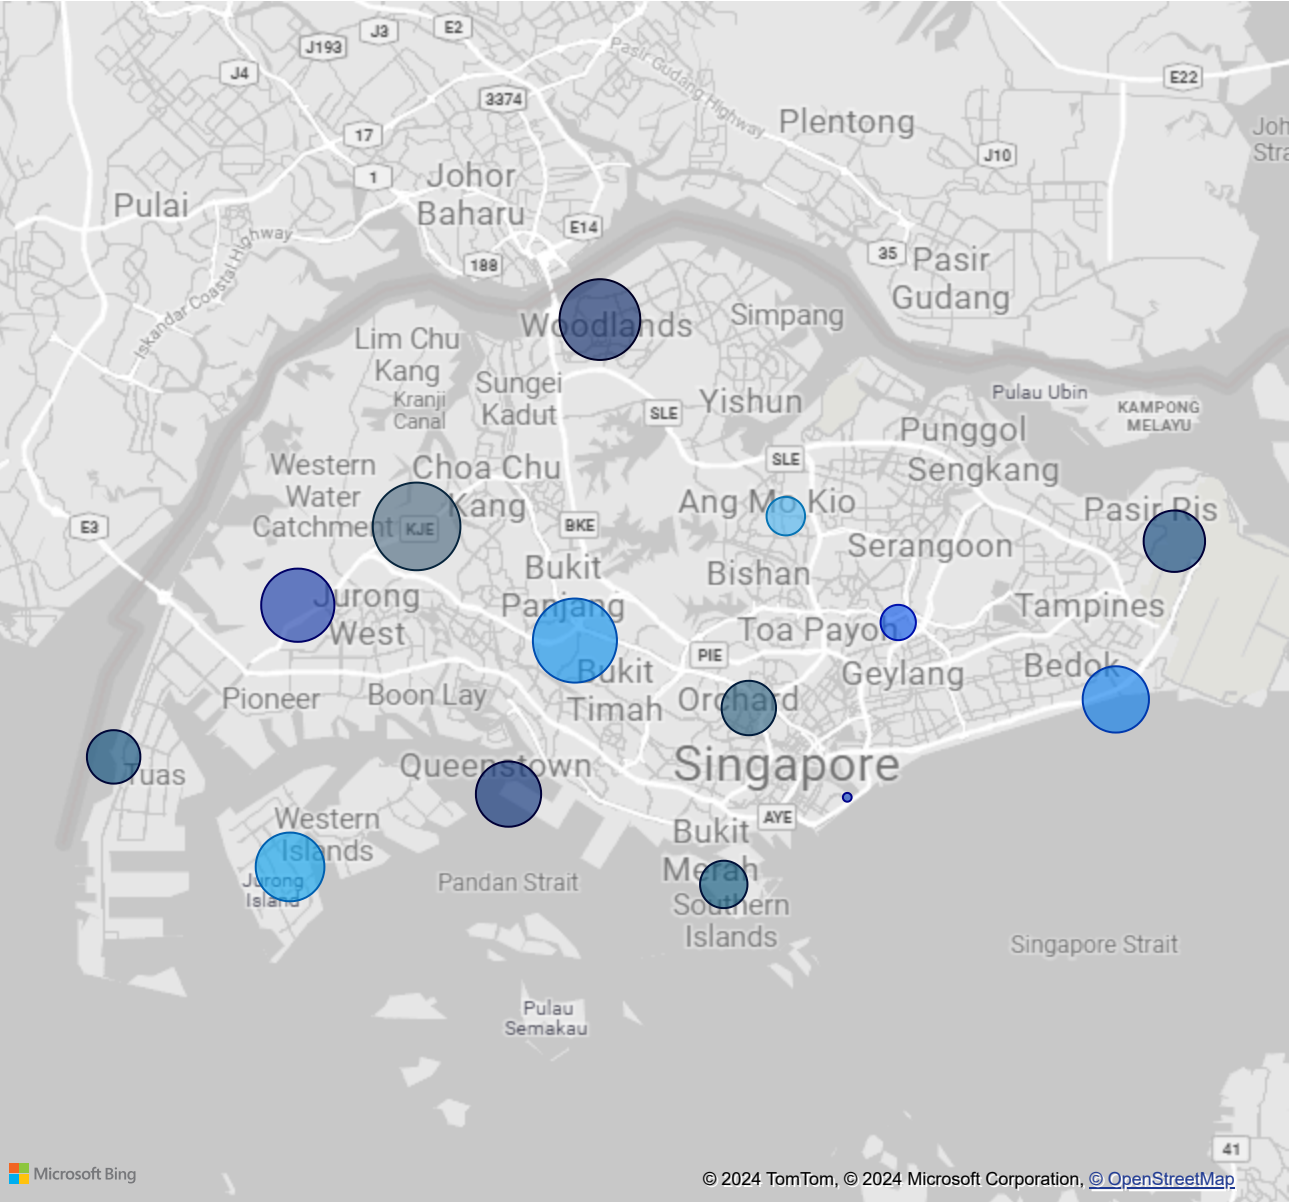 E2
J3
J193
J4
Pasir Gudang Highway
E22
3374
Plentong
17
J10
Joh
Stra
1
Johor
Baharu
Pulai
E14
Iskandar Coastal Highway
188
35
Pasir
Gudang
Woodlands
Simpang
Lim Chu
Kang
Kranji
Canal
Sungei
Kadut
SLE
Yishun
Pulau Ubin
KAMPONG
MELAYU
Punggol
Sengkang
SLE
Western
Water
Catchment
Choa Chu
Kang
KJE
BKE
Ang Mo Kio
Pasir Ris
E3
Serangoon
Bukit
Panjang
Bishan
Jurong
West
Tampines
Toa Payoh
PIE
Bukit
Timah
Orchard
Geylang
Bedok
Pioneer
Boon Lay
Queenstown
Singapore
Tuas
Western
Islands
AYE
Bukit
Merah
Jurong
Island
Pandan Strait
Southern
Islands
Singapore Strait
Pulau
Semakau
41
Microsoft Bing
© 2024 TomTom, © 2024 Microsoft Corporation, © OpenStreetMap